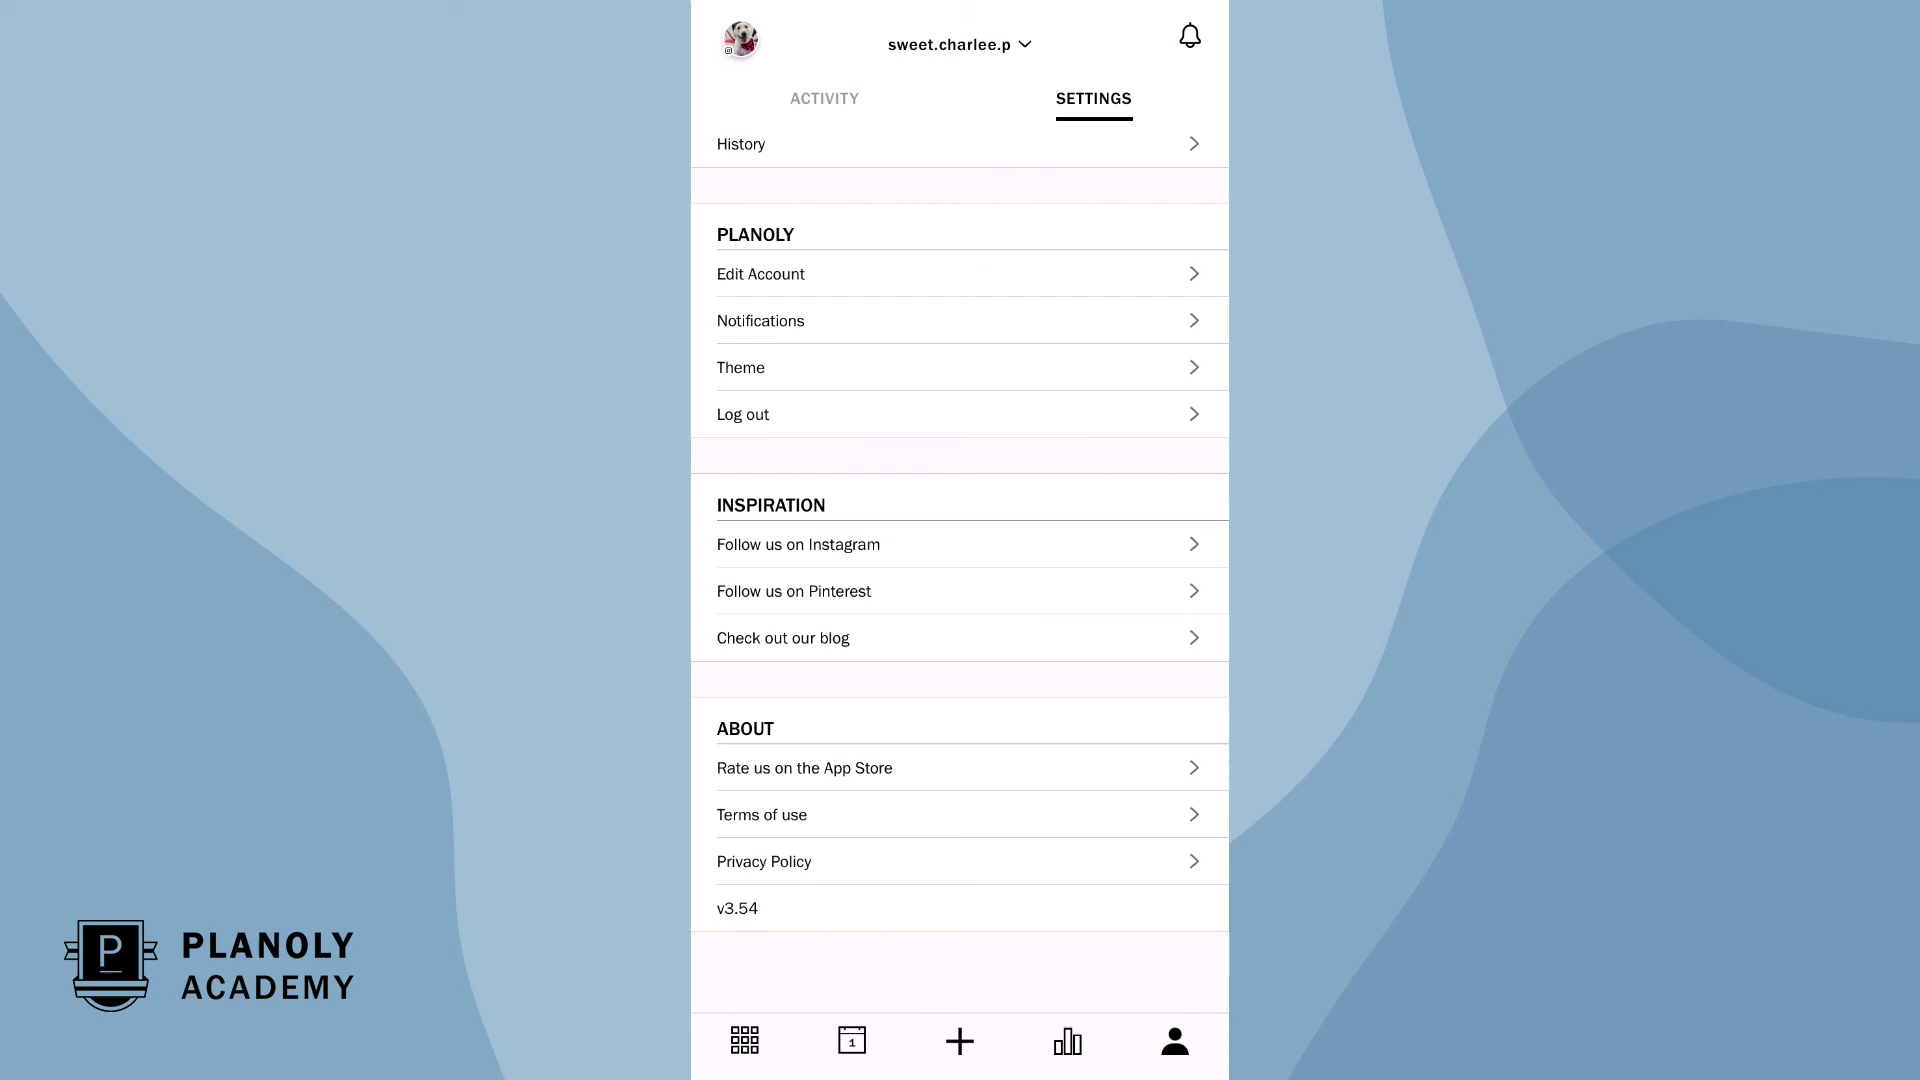 sweet.charlee.p
ACTIVITY
SETTINGS
History
PLANOLY
Edit Account
Notifications
Theme
Log out
INSPIRATION
Follow us on Instagram
Follow us on Pinterest
Check out our blog
ABOUT
Rate us on the App Store
Terms of use
Privacy Policy
v3.54
1
P
PLANOLY
ACADEMY